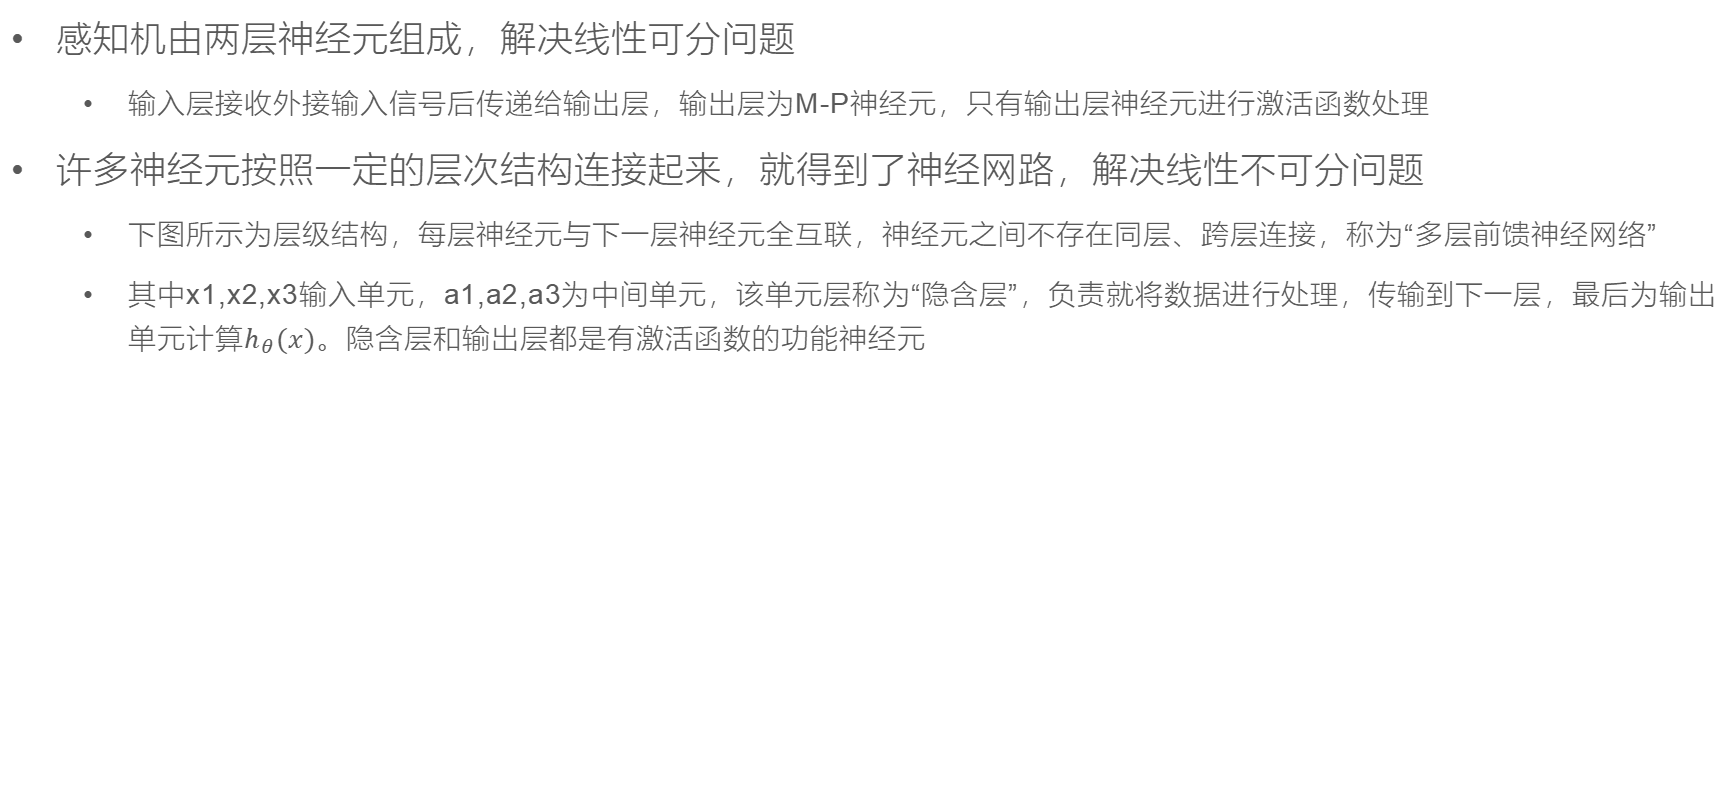 • 感知机由两层神经元组成，解决线性可分问题
• 输入层接收外接输入信号后传递给输出层，输出层为M-P神经元，只有输出层神经元进行激活函数处理
• 许多神经元按照一定的层次结构连接起来，就得到了神经网路，解决线性不可分问题
• 下图所示为层级结构，每层神经元与下一层神经元全互联，神经元之间不存在同层、跨层连接，称为“多层前馈神经网络”
• 其中x1,x2,x3输入单元，a1,a2,a3为中间单元，该单元层称为“隐含层”，负责就将数据进行处理，传输到下一层，最后为输出
单元计算h_θ(x)。隐含层和输出层都是有激活函数的功能神经元